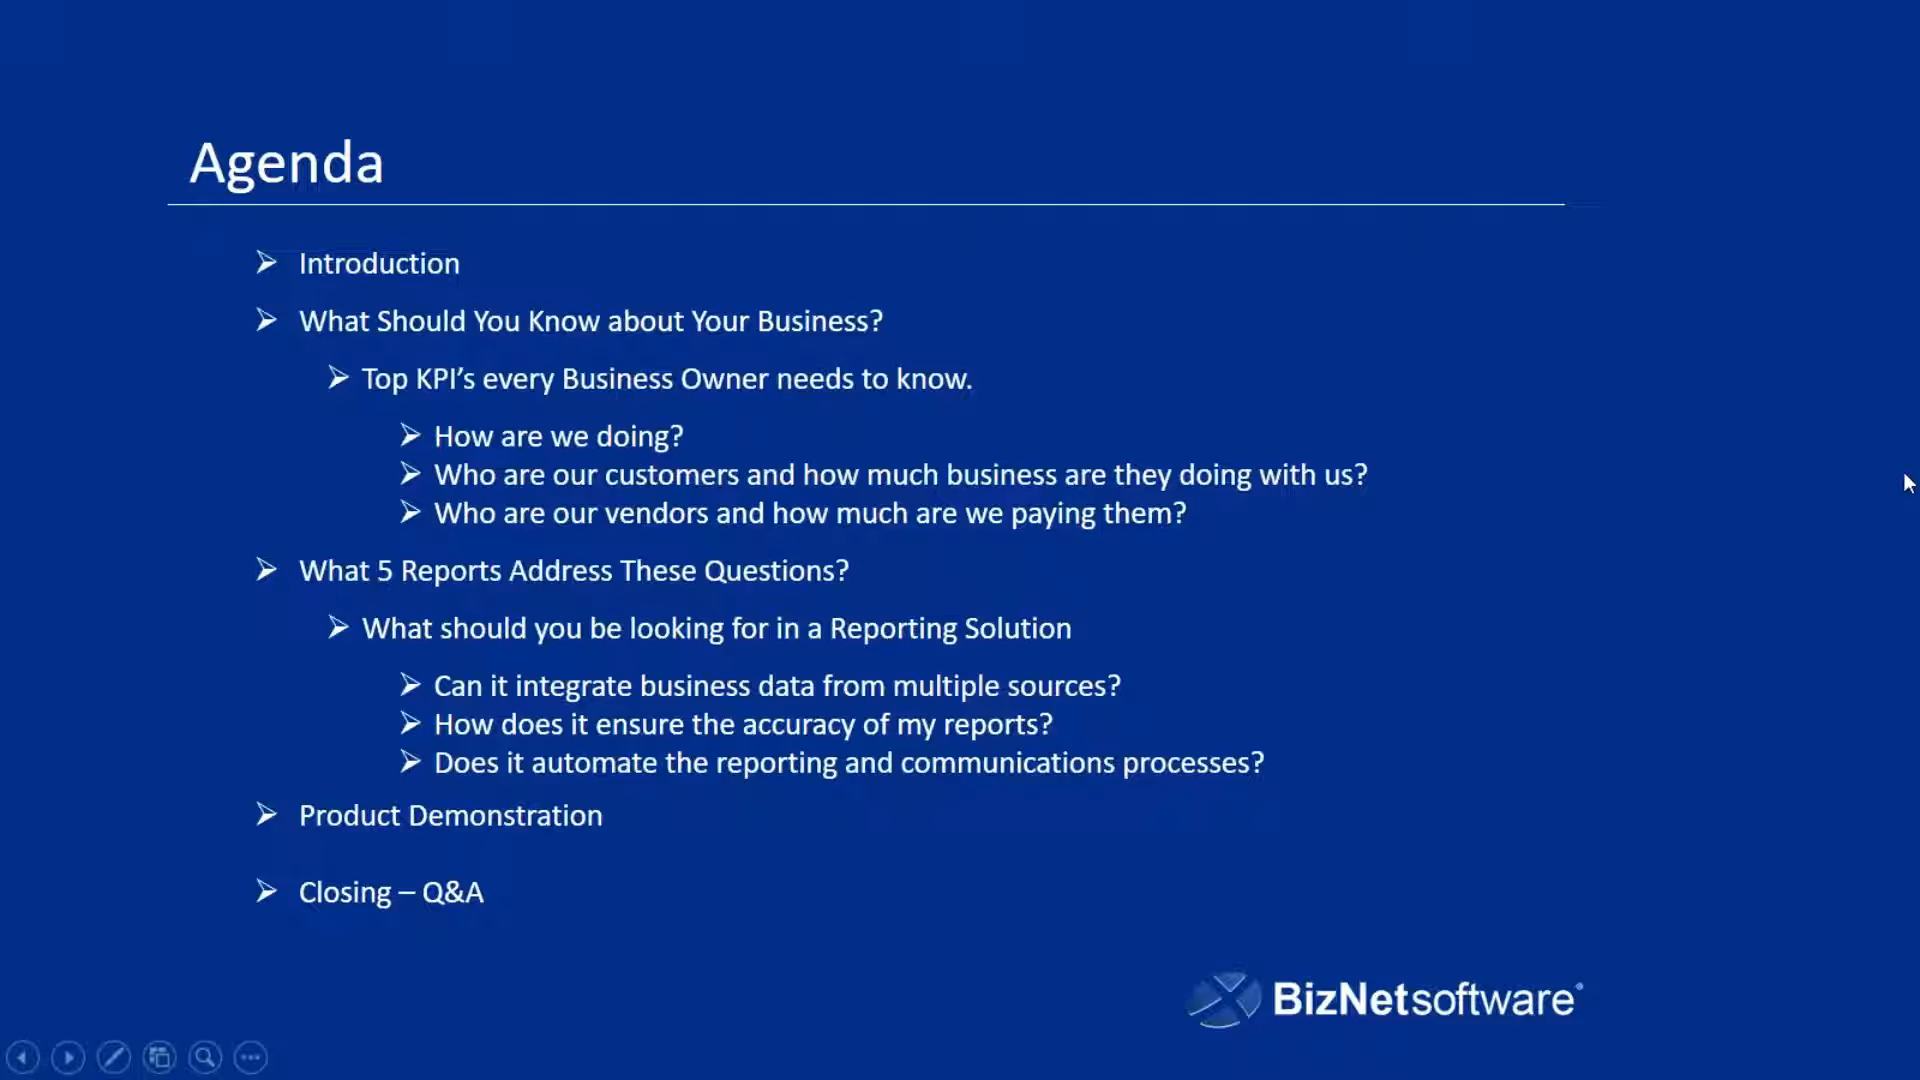 Agenda
Introduction
What Should You Know about Your Business?
Top KPI’s every Business Owner needs to know.
How are we doing?
Who are our customers and how much business are they doing with us?
Who are our vendors and how much are we paying them?
What 5 Reports Address These Questions?
What should you be looking for in a Reporting Solution
Can it integrate business data from multiple sources?
How does it ensure the accuracy of my reports?
Does it automate the reporting and communications processes?
Product Demonstration
Closing – Q&A
BizNetsoftware